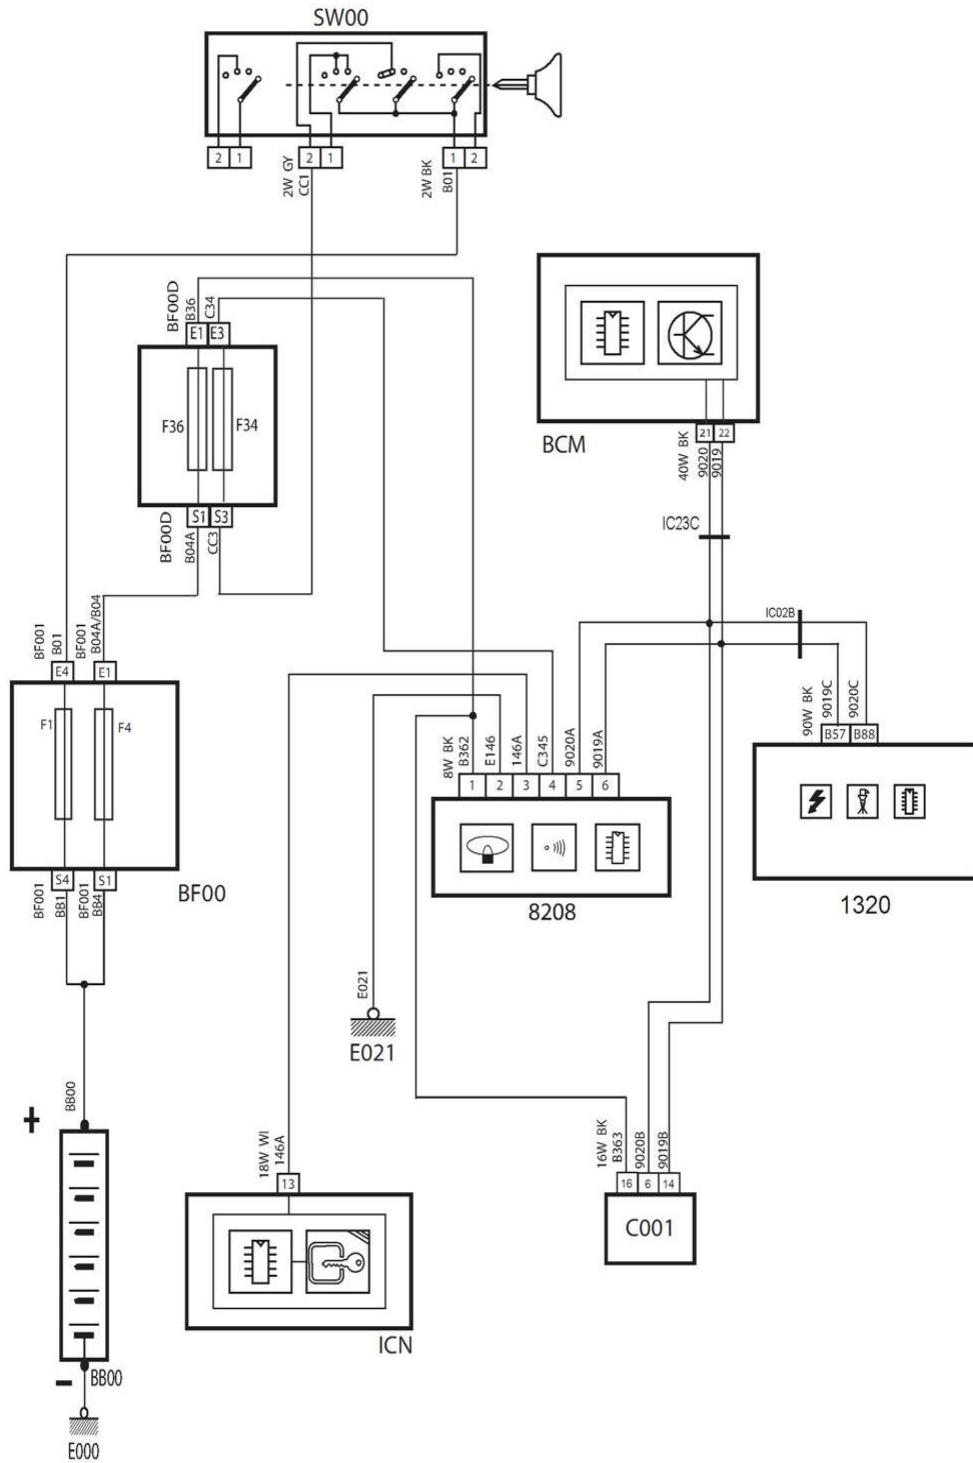 SW00
2 1
2 1
1 2
2W GY
CC1
2W BK
B01
BF00D
B36
C34
E1 E3
F36
F34
S1 S3
BF00D
B04A
CC3
BCM
21 22
40W BK
9020
9019
IC23C
IC02B
BF001
B01
BF001
B04A/B04
E4 E1
F1
F4
S4 S1
BF00
BF001
BB1
BF001
BB4
90W BK
9019C
9020C
B57 B88
1320
8W BK
B362
E146
146A
C345
9020A
9019A
1 2 3 4 5 6
8208
E021
E021
BB00
+
-
BB00
E000
18W WI
146A
13
ICN
16W BK
B363
9020B
9019B
16 6 14
C001